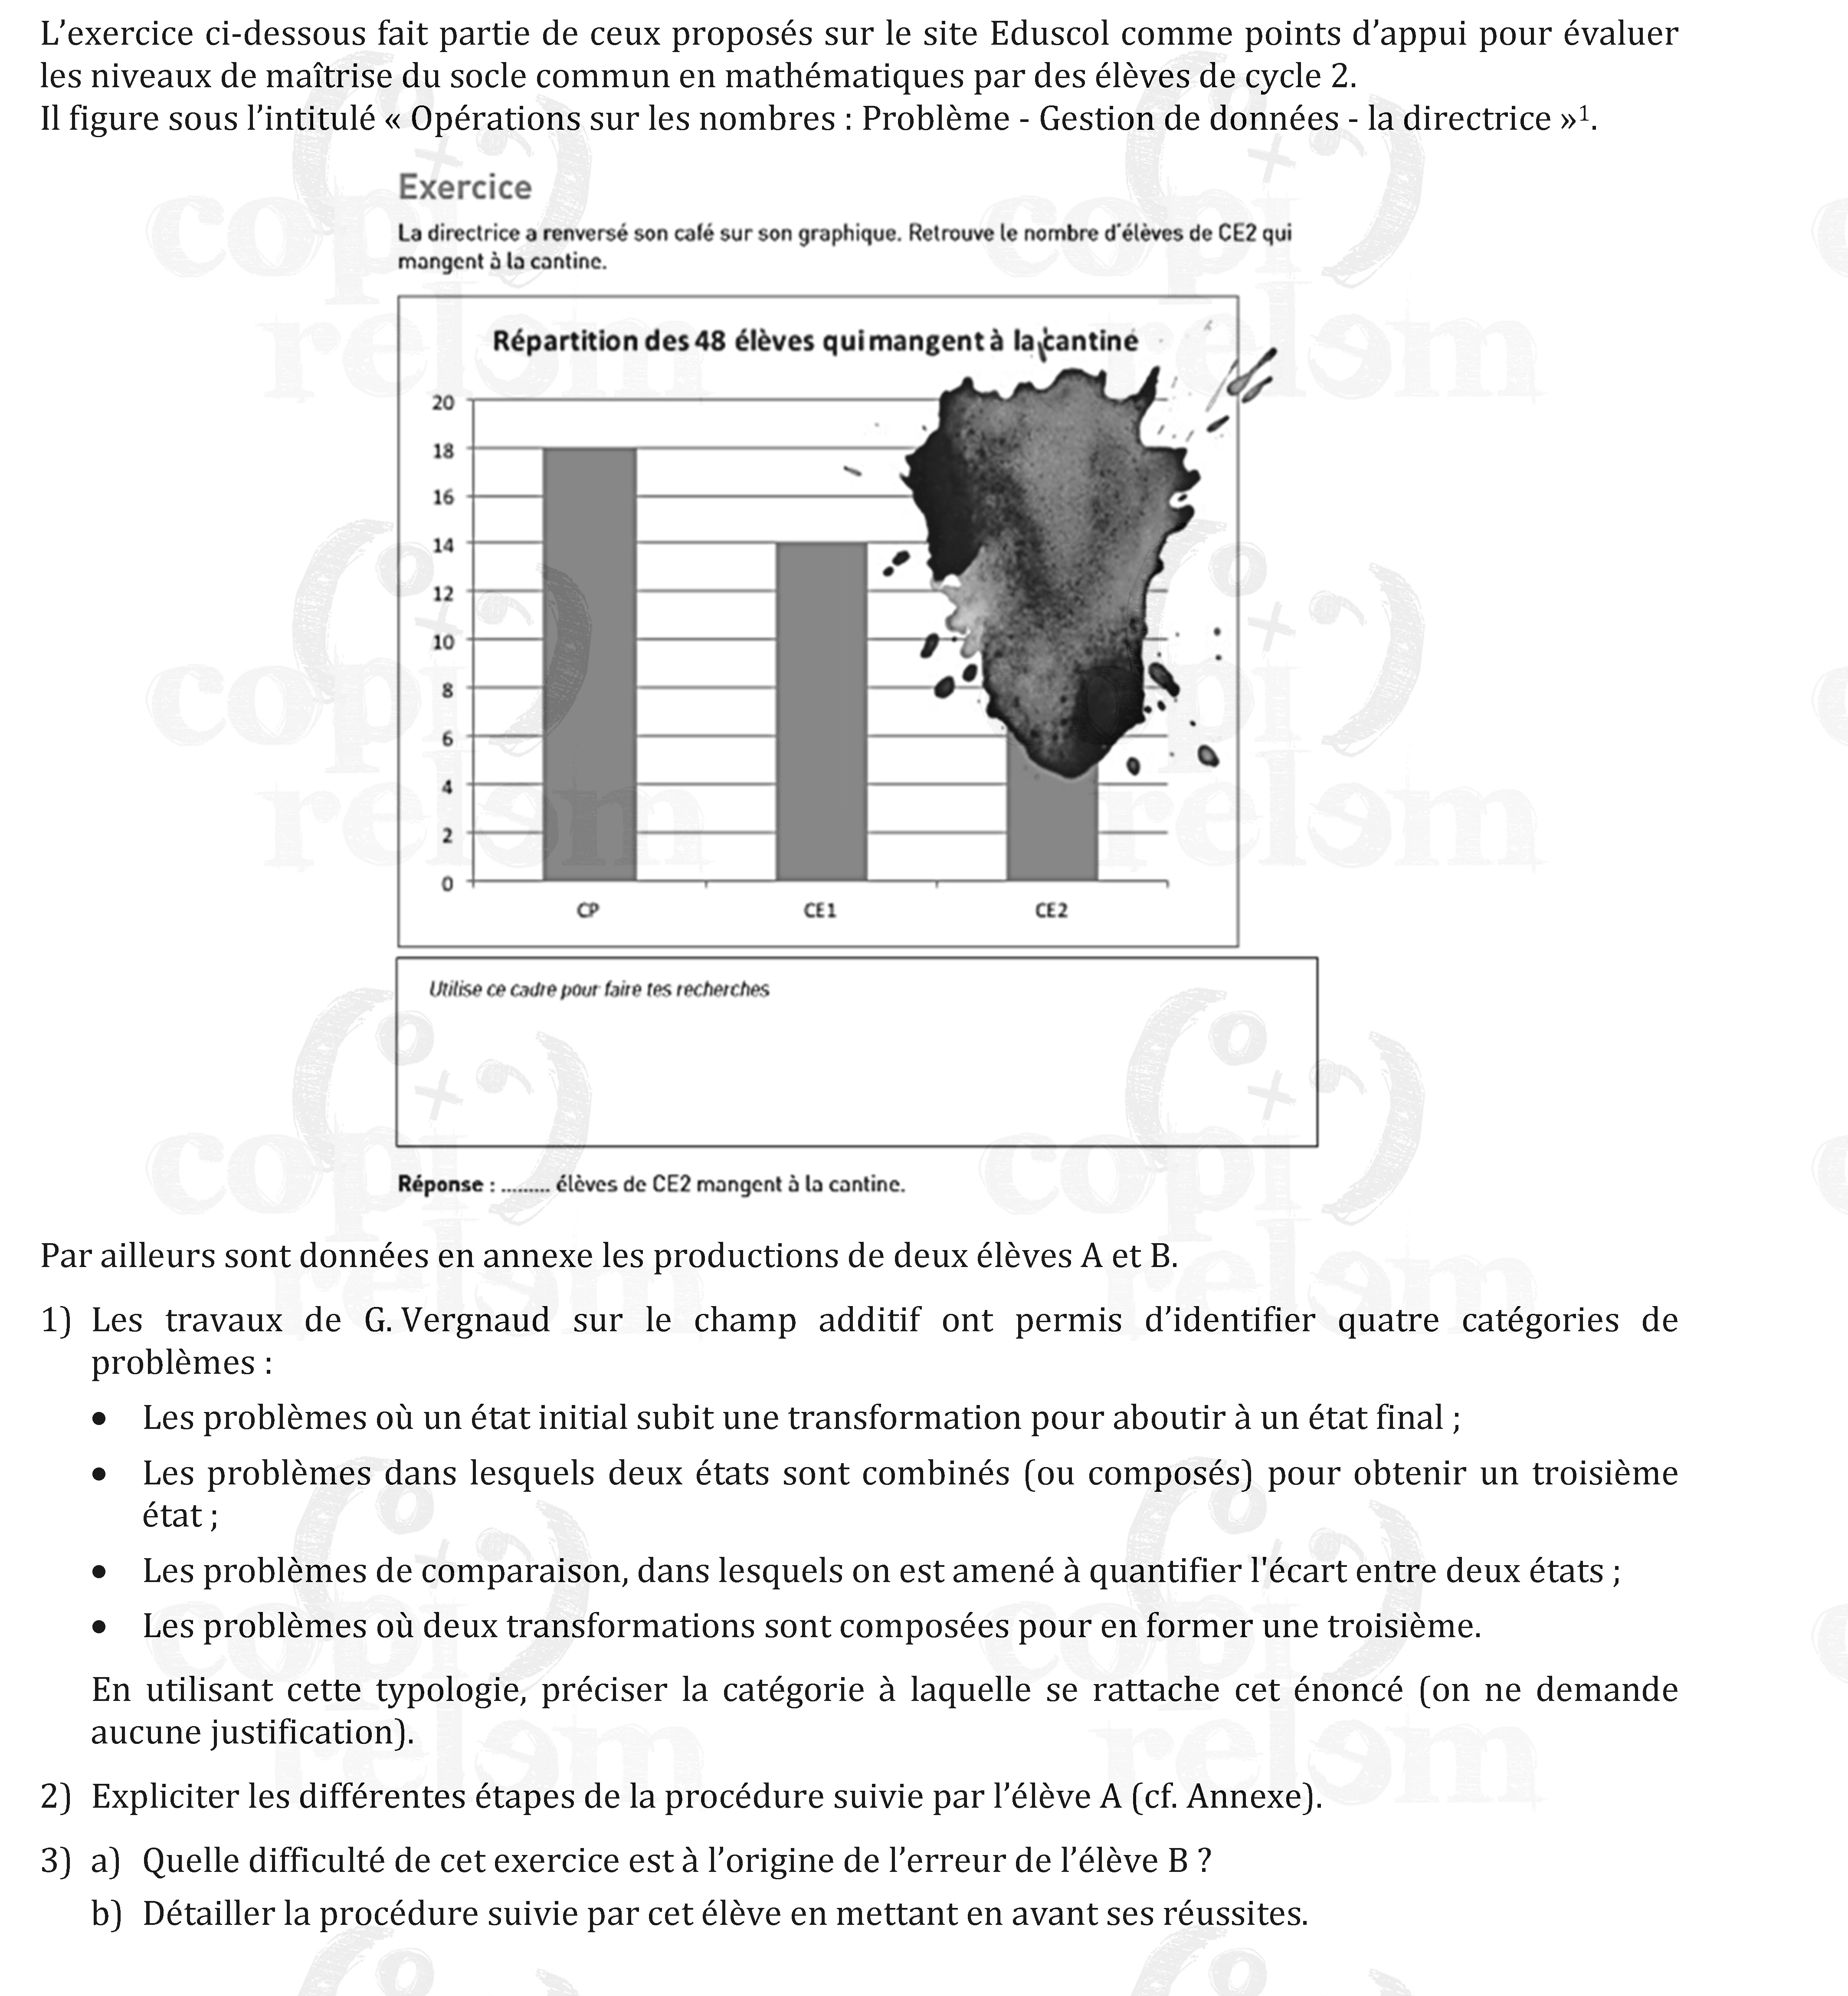 L’exercice ci-dessous fait partie de ceux proposés sur le site Eduscol comme points d’appui pour évaluer
les niveaux de maîtrise du socle commun en mathématiques par des élèves de cycle 2.
Il figure sous l’intitulé « Opérations sur les nombres : Problème - Gestion de données - la directrice »¹.
Exercice
La directrice a renversé son café sur son graphique. Retrouve le nombre d’élèves de CE2 qui
mangent à la cantine.
Répartition des 48 élèves qui mangent à la cantine
20
18
16
14
12
10
8
6
4
2
0
CP CE1 CE2
Utilise ce cadre pour faire tes recherches
Réponse : ......... élèves de CE2 mangent à la cantine.
Par ailleurs sont données en annexe les productions de deux élèves A et B.
1) Les travaux de G. Vergnaud sur le champ additif ont permis d’identifier quatre catégories de
problèmes :
• Les problèmes où un état initial subit une transformation pour aboutir à un état final ;
• Les problèmes dans lesquels deux états sont combinés (ou composés) pour obtenir un troisième
état ;
• Les problèmes de comparaison, dans lesquels on est amené à quantifier l'écart entre deux états ;
• Les problèmes où deux transformations sont composées pour en former une troisième.
En utilisant cette typologie, préciser la catégorie à laquelle se rattache cet énoncé (on ne demande
aucune justification).
2) Expliciter les différentes étapes de la procédure suivie par l’élève A (cf. Annexe).
3) a) Quelle difficulté de cet exercice est à l’origine de l’erreur de l’élève B ?
b) Détailler la procédure suivie par cet élève en mettant en avant ses réussites.
copi
relem